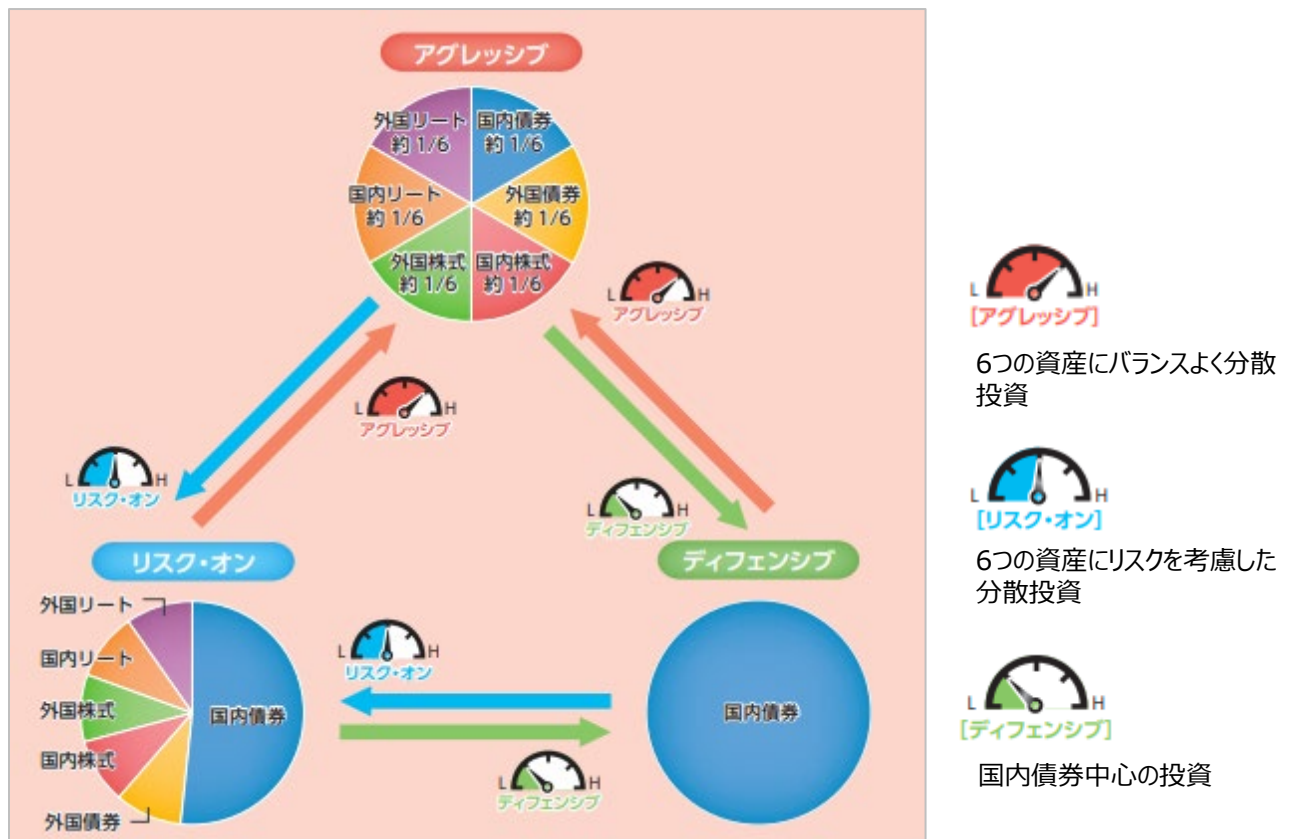 アグレッシブ
外国リート
約 1/6
国内債券
約 1/6
国内リート
約 1/6
外国債券
約 1/6
外国株式
約 1/6
国内株式
約 1/6
L H
アグレッシブ
L H
アグレッシブ
L H
リスク・オン
L H
ディフェンシブ
リスク・オン
外国リート
国内リート
外国株式
国内株式
外国債券
国内債券
L H
リスク・オン
L H
ディフェンシブ
ディフェンシブ
国内債券
L H
[アグレッシブ]
6つの資産にバランスよく分散
投資
L H
[リスク・オン]
6つの資産にリスクを考慮した
分散投資
L H
[ディフェンシブ]
国内債券中心の投資